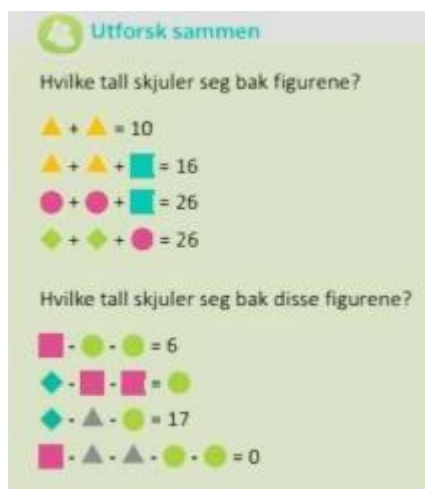 Utforsk sammen
Hvilke tall skjuler seg bak figurene?
+ = 10
+ + = 16
+ + = 26
+ + = 26
Hvilke tall skjuler seg bak disse figurene?
- - = 6
- - =
- - = 17
- - - - = 0